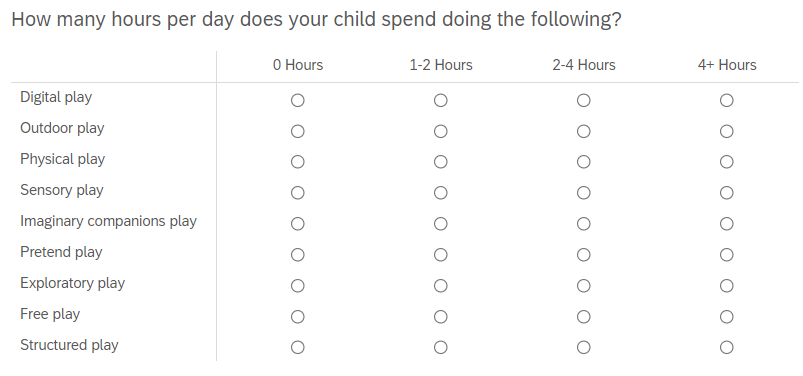 How many hours per day does your child spend doing the following?
0 Hours 1-2 Hours 2-4 Hours 4+ Hours
Digital play
Outdoor play
Physical play
Sensory play
Imaginary companions play
Pretend play
Exploratory play
Free play
Structured play